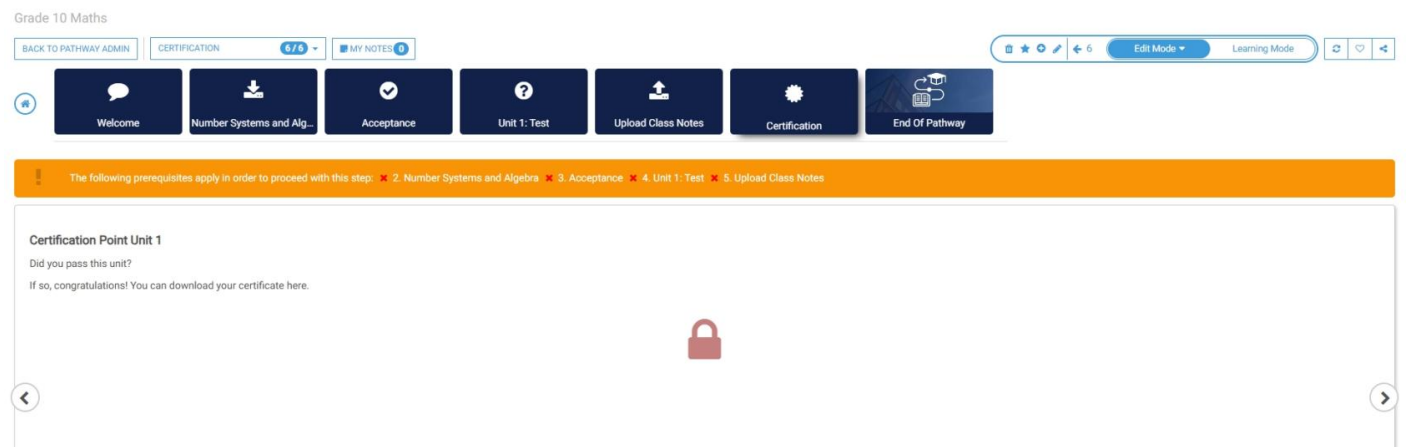 Grade 10 Maths
BACK TO PATHWAY ADMIN CERTIFICATION 6/6 MY NOTES 0 6 Edit Mode Learning Mode
Welcome Number Systems and Alg... Acceptance Unit 1: Test Upload Class Notes Certification End Of Pathway
The following prerequisites apply in order to proceed with this step: 2. Number Systems and Algebra 3. Acceptance 4. Unit 1: Test 5. Upload Class Notes
Certification Point Unit 1
Did you pass this unit?
If so, congratulations! You can download your certificate here.